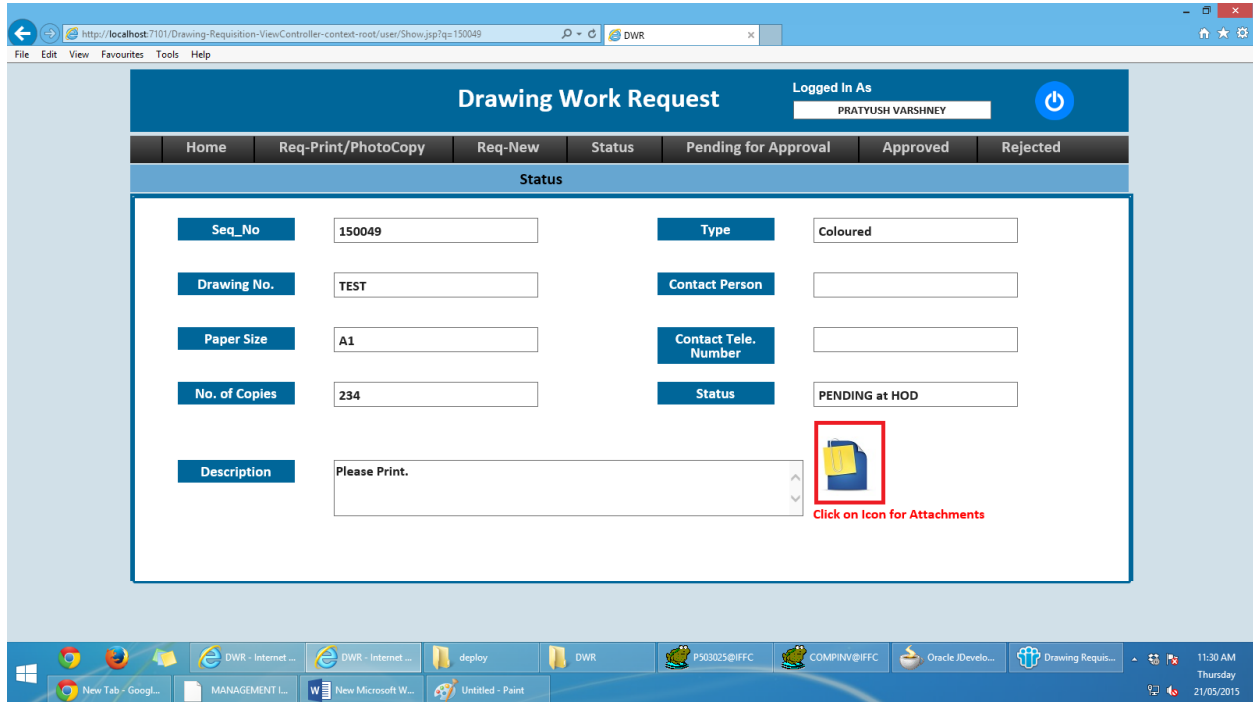 http://localhost:7101/Drawing-Requisition-ViewController-context-root/user/Show.jsp?q=150049
DWR
File Edit View Favourites Tools Help
Drawing Work Request
Logged In As
PRATYUSH VARSHNEY
Home Req-Print/PhotoCopy Req-New Status Pending for Approval Approved Rejected
Status
Seq_No 150049 Type Coloured
Drawing No. TEST Contact Person
Paper Size A1 Contact Tele.
Number
No. of Copies 234 Status PENDING at HOD
Description Please Print.
Click on Icon for Attachments
DWR - Internet ... DWR - Internet ... deploy DWR P503025@IFFC COMPINV@IFFC Oracle JDevelo... Drawing Requis... 11:30 AM
Thursday
New Tab - Googl... MANAGEMENT I... New Microsoft W... Untitled - Paint 21/05/2015